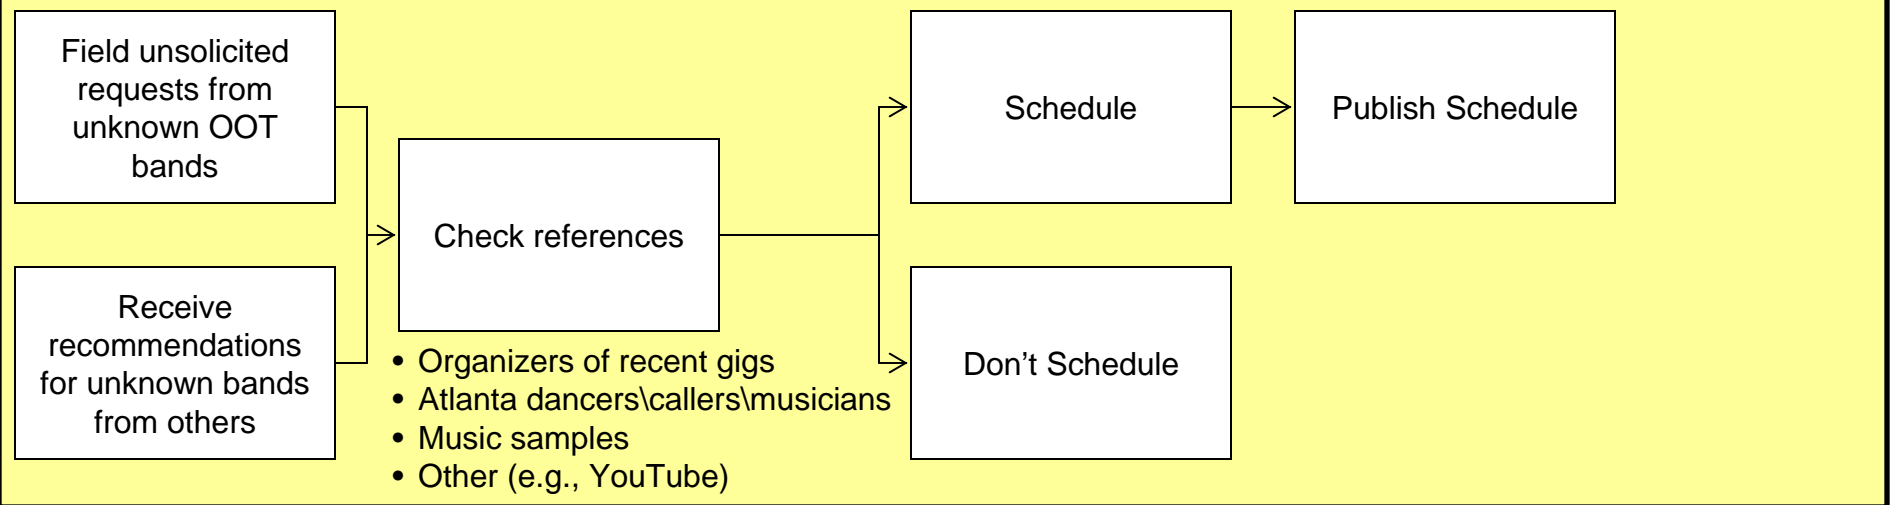 Field unsolicited
requests from
unknown OOT
bands
Receive
recommendations
for unknown bands
from others
Check references
• Organizers of recent gigs
• Atlanta dancers\callers\musicians
• Music samples
• Other (e.g., YouTube)
Schedule
Don’t Schedule
Publish Schedule